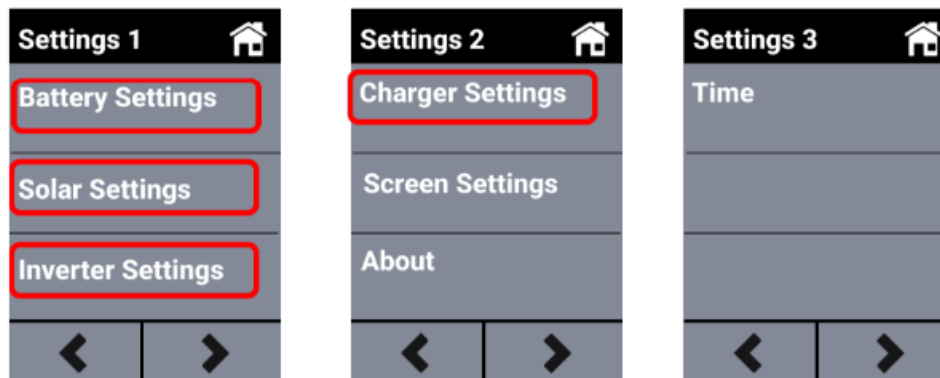 Settings 1
Battery Settings
Solar Settings
Inverter Settings
Settings 2
Charger Settings
Screen Settings
About
Settings 3
Time